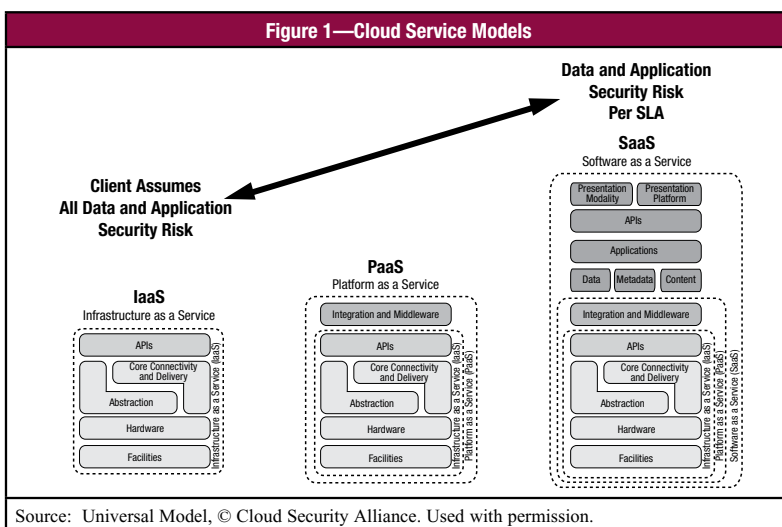 Figure 1—Cloud Service Models
Data and Application
Security Risk
Per SLA
Client Assumes
All Data and Application
Security Risk
IaaS
Infrastructure as a Service
APIs
Core Connectivity
and Delivery
Abstraction
Hardware
Facilities
Infrastructure as a Service (IaaS)
PaaS
Platform as a Service
Integration and Middleware
APIs
Core Connectivity
and Delivery
Abstraction
Hardware
Facilities
Infrastructure as a Service (IaaS)
Platform as a Service (PaaS)
SaaS
Software as a Service
Presentation
Modality
Presentation
Platform
APIs
Applications
Data
Metadata
Content
Integration and Middleware
APIs
Core Connectivity
and Delivery
Abstraction
Hardware
Facilities
Infrastructure as a Service (IaaS)
Platform as a Service (PaaS)
Software as a Service (SaaS)
Source: Universal Model, © Cloud Security Alliance. Used with permission.